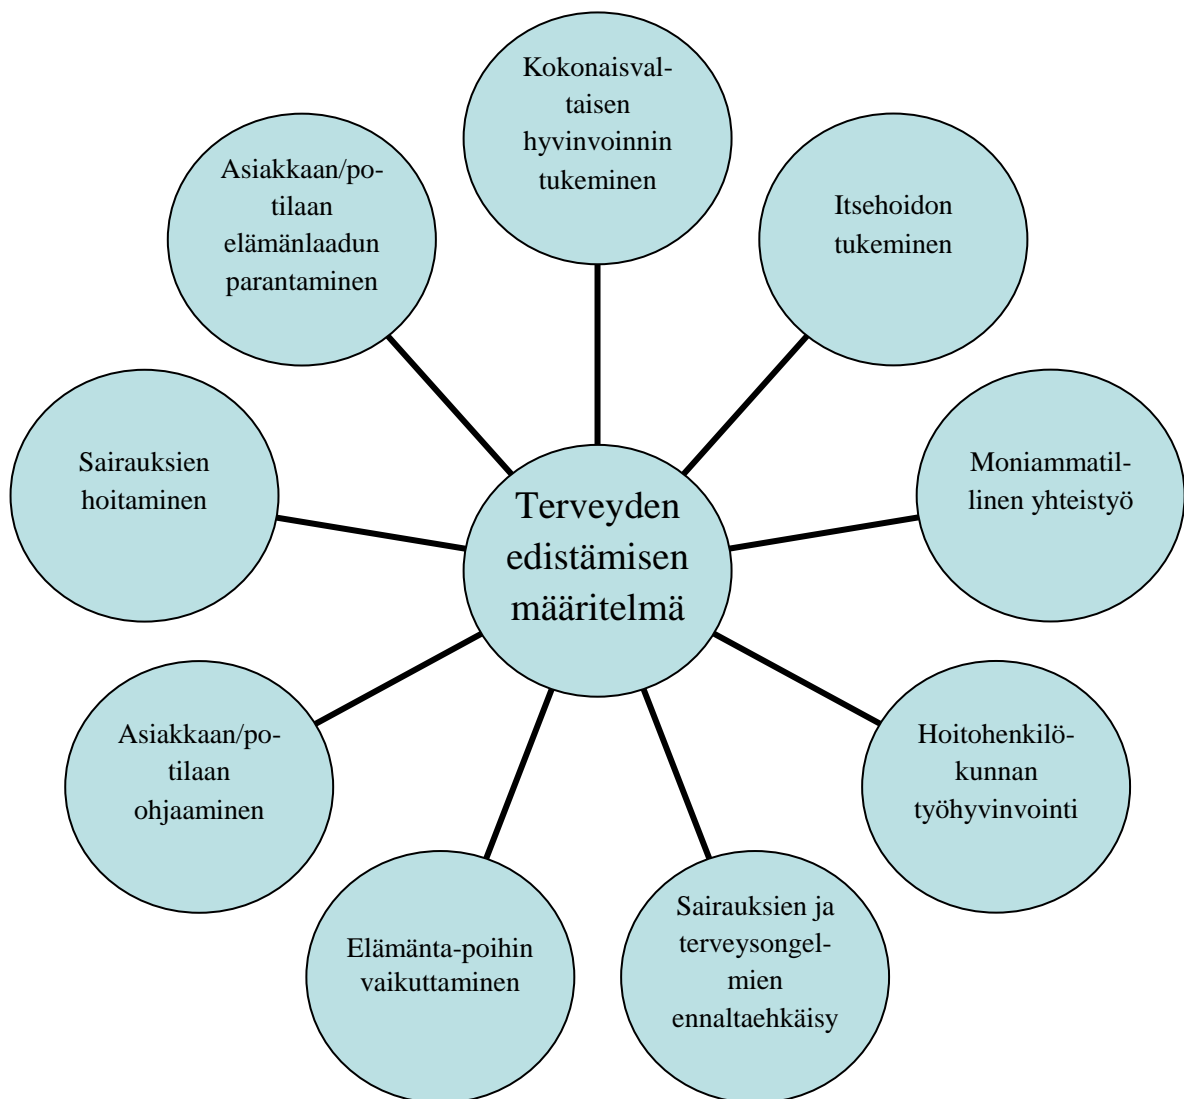 Kokonaisval-
taisen
hyvinvoinnin
tukeminen
Asiakkaan/po-
tilaan
elämänlaadun
parantaminen
Itsehoidon
tukeminen
Sairauksien
hoitaminen
Moniammatil-
linen yhteistyö
Terveyden
edistämisen
määritelmä
Asiakkaan/po-
tilaan
ohjaaminen
Hoitohenkilö-
kunnan
työhyvinvointi
Elämänta-poihin
vaikuttaminen
Sairauksien ja
terveysongel-
mien
ennaltaehkäisy